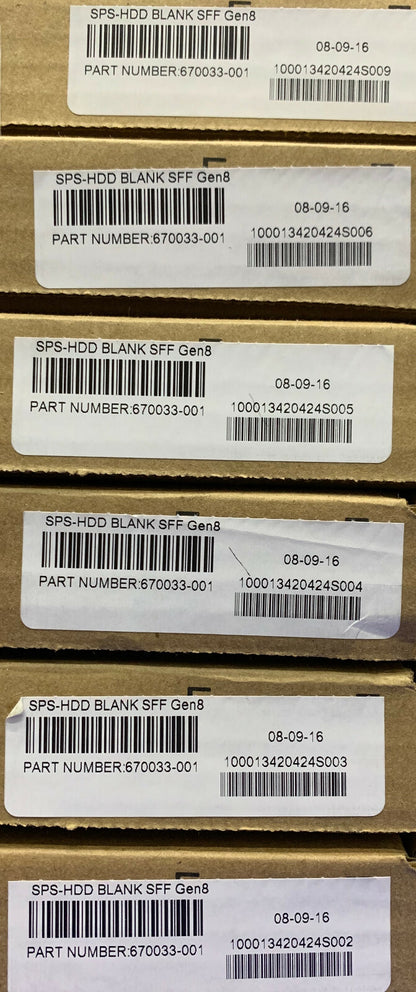 SPS-HDD BLANK SFF Gen8
08-09-16
PART NUMBER:670033-001 100013420424S009
SPS-HDD BLANK SFF Gen8
08-09-16
PART NUMBER:670033-001 100013420424S006
SPS-HDD BLANK SFF Gen8
08-09-16
PART NUMBER:670033-001 100013420424S005
SPS-HDD BLANK SFF Gen8
08-09-16
PART NUMBER:670033-001 100013420424S004
SPS-HDD BLANK SFF Gen8
08-09-16
PART NUMBER:670033-001 100013420424S003
SPS-HDD BLANK SFF Gen8
08-09-16
PART NUMBER:670033-001 100013420424S002